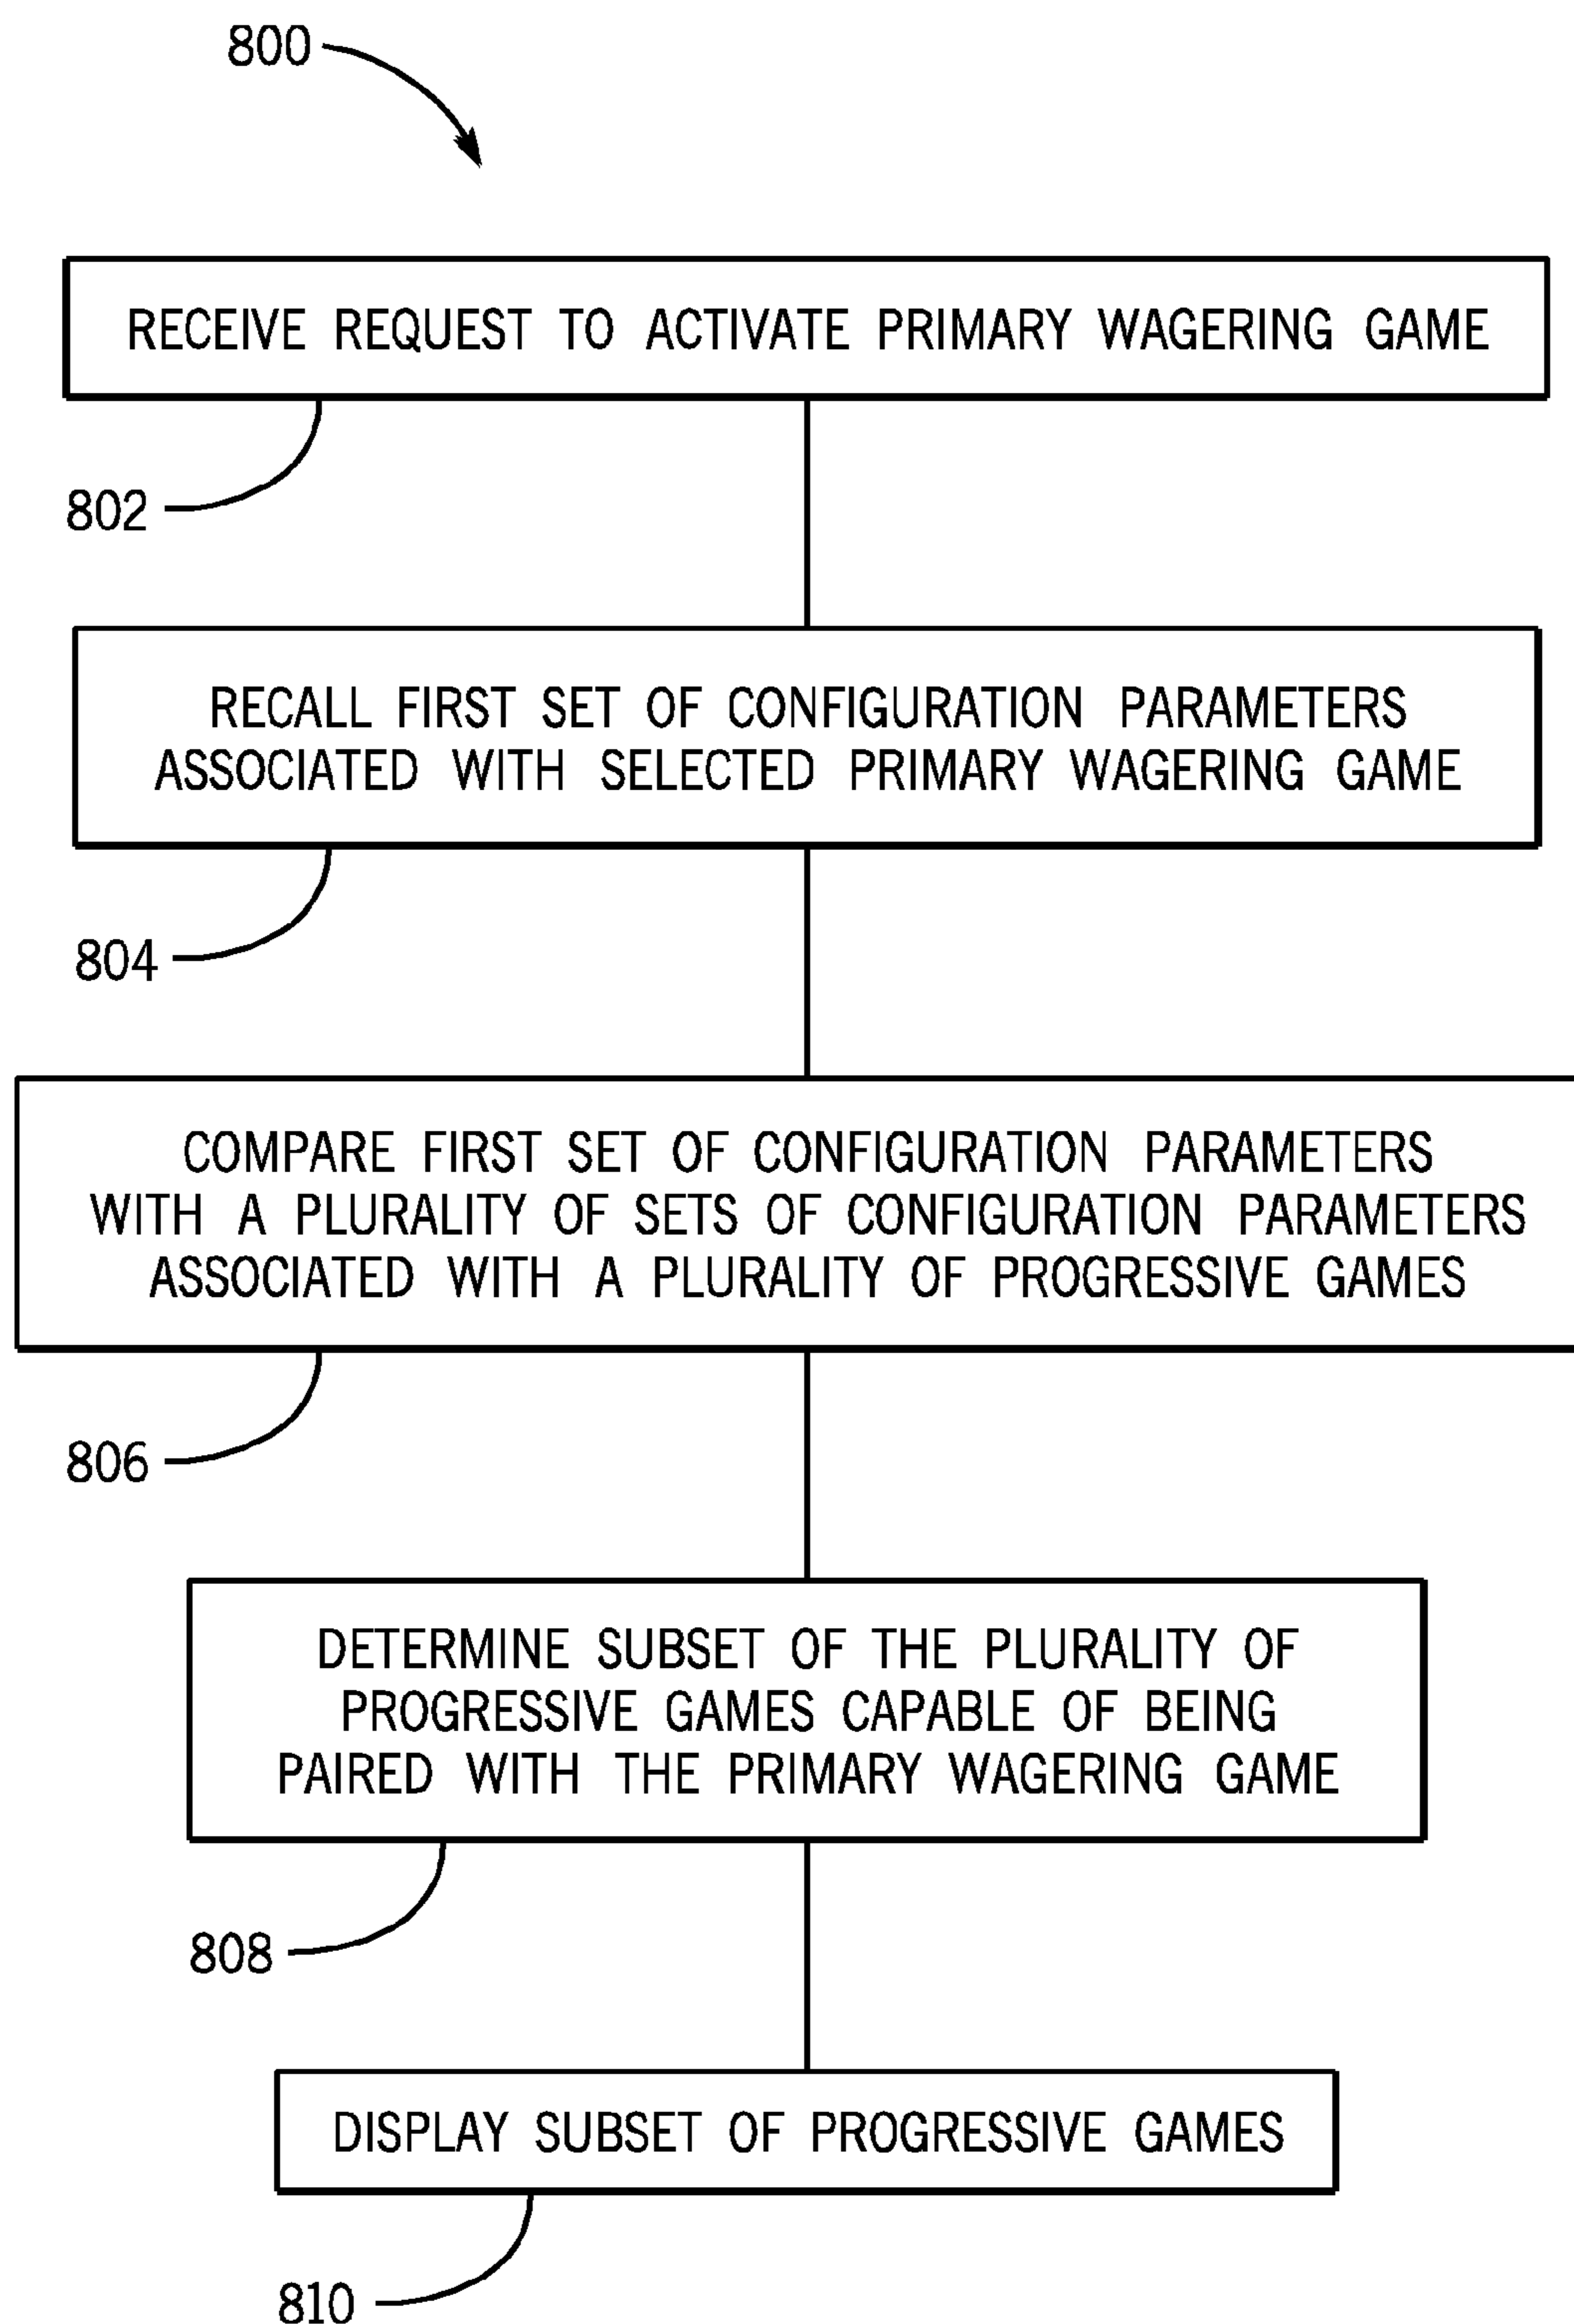 800
RECEIVE REQUEST TO ACTIVATE PRIMARY WAGERING GAME
802
RECALL FIRST SET OF CONFIGURATION PARAMETERS
ASSOCIATED WITH SELECTED PRIMARY WAGERING GAME
804
COMPARE FIRST SET OF CONFIGURATION PARAMETERS
WITH A PLURALITY OF SETS OF CONFIGURATION PARAMETERS
ASSOCIATED WITH A PLURALITY OF PROGRESSIVE GAMES
806
DETERMINE SUBSET OF THE PLURALITY OF
PROGRESSIVE GAMES CAPABLE OF BEING
PAIRED WITH THE PRIMARY WAGERING GAME
808
DISPLAY SUBSET OF PROGRESSIVE GAMES
810